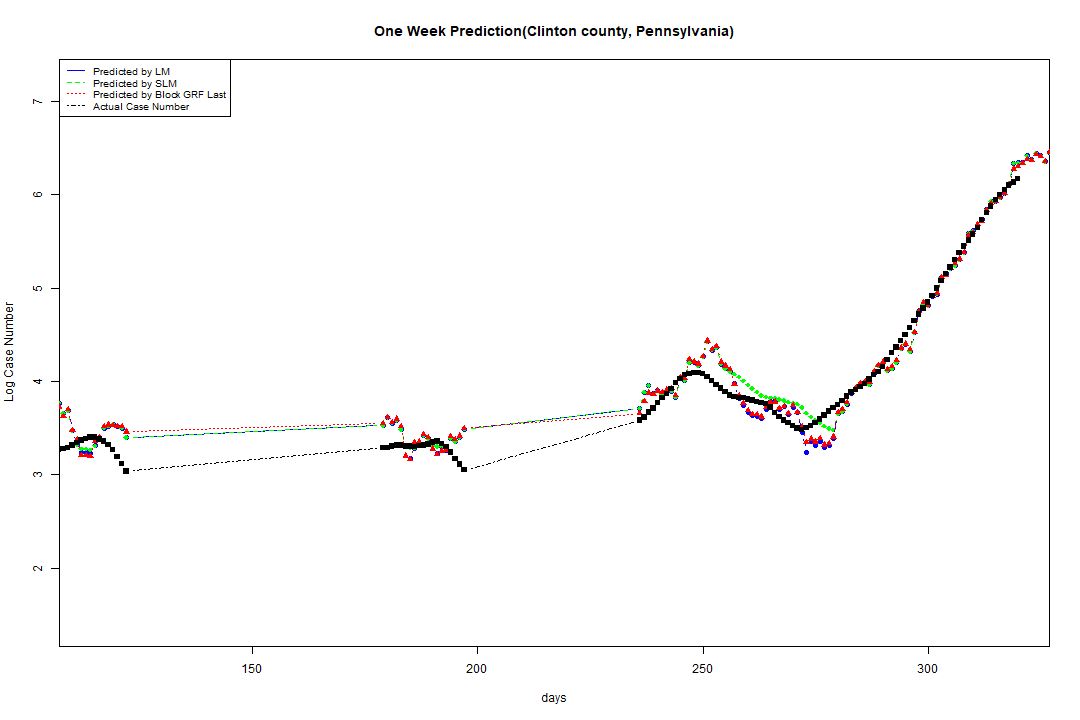 One Week Prediction(Clinton county, Pennsylvania)
Predicted by LM
Predicted by SLM
Predicted by Block GRF Last
Actual Case Number
7
6
5
4
3
2
Log Case Number
150 200 250 300
days